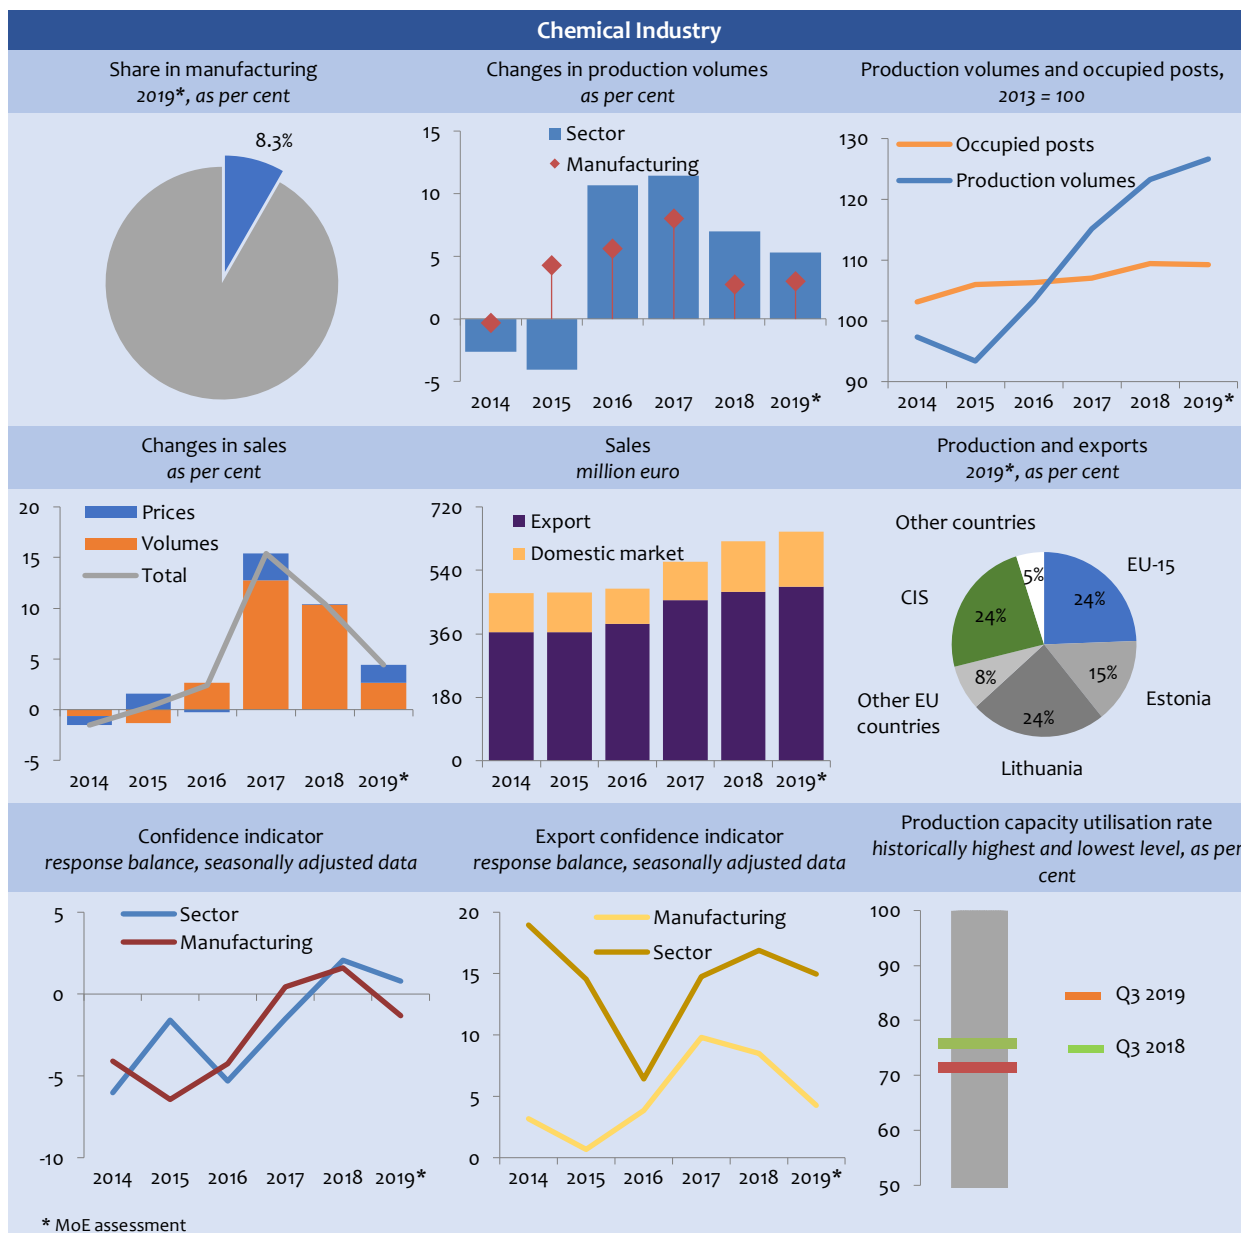 Chemical Industry
Share in manufacturing
2019*, as per cent
Changes in production volumes
as per cent
Production volumes and occupied posts,
2013 = 100
8.3%
15
10
5
0
-5
Sector
Manufacturing
2014 2015 2016 2017 2018 2019*
130
120
110
100
90
Occupied posts
Production volumes
2014 2015 2016 2017 2018 2019*
Changes in sales
as per cent
Sales
million euro
Production and exports
2019*, as per cent
20
15
10
5
0
-5
Prices
Volumes
Total
2014 2015 2016 2017 2018 2019*
720
540
360
180
0
Export
Domestic market
2014 2015 2016 2017 2018 2019*
Other countries
5%
EU-15
24%
CIS
24%
15%
Estonia
8%
Other EU
countries
24%
Lithuania
Confidence indicator
response balance, seasonally adjusted data
Export confidence indicator
response balance, seasonally adjusted data
Production capacity utilisation rate
historically highest and lowest level, as per
cent
5
0
-5
-10
Sector
Manufacturing
2014 2015 2016 2017 2018 2019*
20
15
10
5
0
Manufacturing
Sector
2014 2015 2016 2017 2018 2019*
100
90
80
70
60
50
Q3 2019
Q3 2018
* MoE assessment